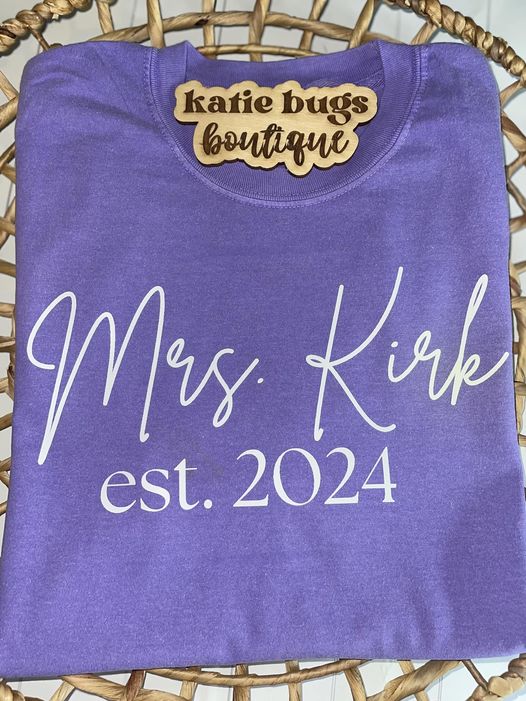 katie bugs
boutique
Mrs. Kirk
est. 2024